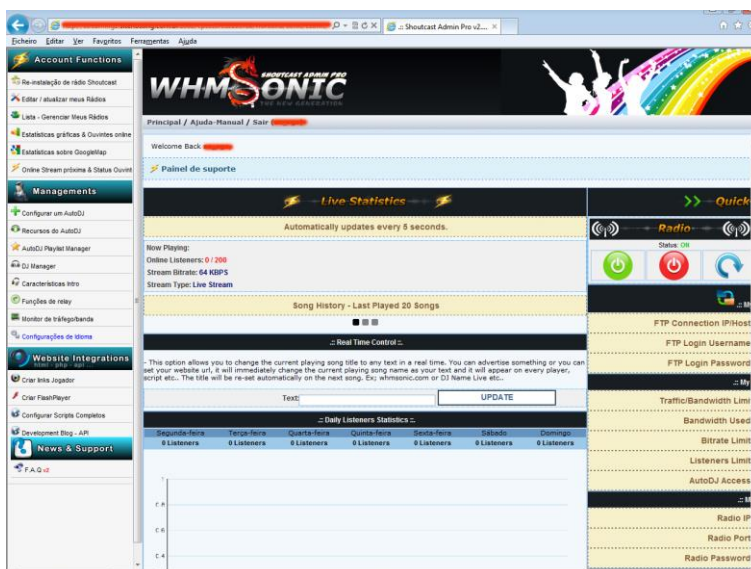 .: Shoutcast Admin Pro v2.... ×
Ficheiro Editar Ver Favoritos Ferramentas Ajuda
Account Functions
Re-instalação de rádio Shoutcast
Editar / atualizar meus Rádios
Lista - Gerenciar Meus Rádios
Estatísticas gráficas & Ouvintes online
Estatísticas sobre GoogleMap
Online Stream próxima & Status Ouvint
Managements
Configurar um AutoDJ
Recursos do AutoDJ
AutoDJ Playlist Manager
DJ Manager
Características Intro
Funções de relay
Monitor de tráfego/banda
Configurações de Idioma
Website Integrations
html - php - api ...
Criar links Jogador
Criar FlashPlayer
Configurar Scripts Completos
Development Blog - API
News & Support
F.A.Q v2
SHOUTCAST ADMIN PRO
WHMSONIC
THE NEW GENERATION
Principal / Ajuda-Manual / Sair
Welcome Back
Painel de suporte
Live Statistics
Automatically updates every 5 seconds.
Now Playing:
Online Listeners: 0 / 200
Stream Bitrate: 64 KBPS
Stream Type: Live Stream
Song History - Last Played 20 Songs
.: Real Time Control :.
- This option allows you to change the current playing song title to any text in a real time. You can advertise something or you can
set your website url, it will immediately change the current playing song name as your text and it will appear on every player,
script etc.. The title will be re-set automatically on the next song. Ex; whmsonic.com or DJ Name Live etc..
Text: UPDATE
.: Daily Listeners Statistics :.
Segunda-feira Terça-feira Quarta-feira Quinta-feira Sexta-feira Sábado Domingo
0 Listeners 0 Listeners 0 Listeners 0 Listeners 0 Listeners 0 Listeners 0 Listeners
Quick
Radio
Status: ON
.: M
FTP Connection IP/Host
FTP Login Username
FTP Login Password
.: My
Traffic/Bandwidth Limi
Bandwidth Used
Bitrate Limit
Listeners Limit
AutoDJ Access
.: M
Radio IP
Radio Port
Radio Password